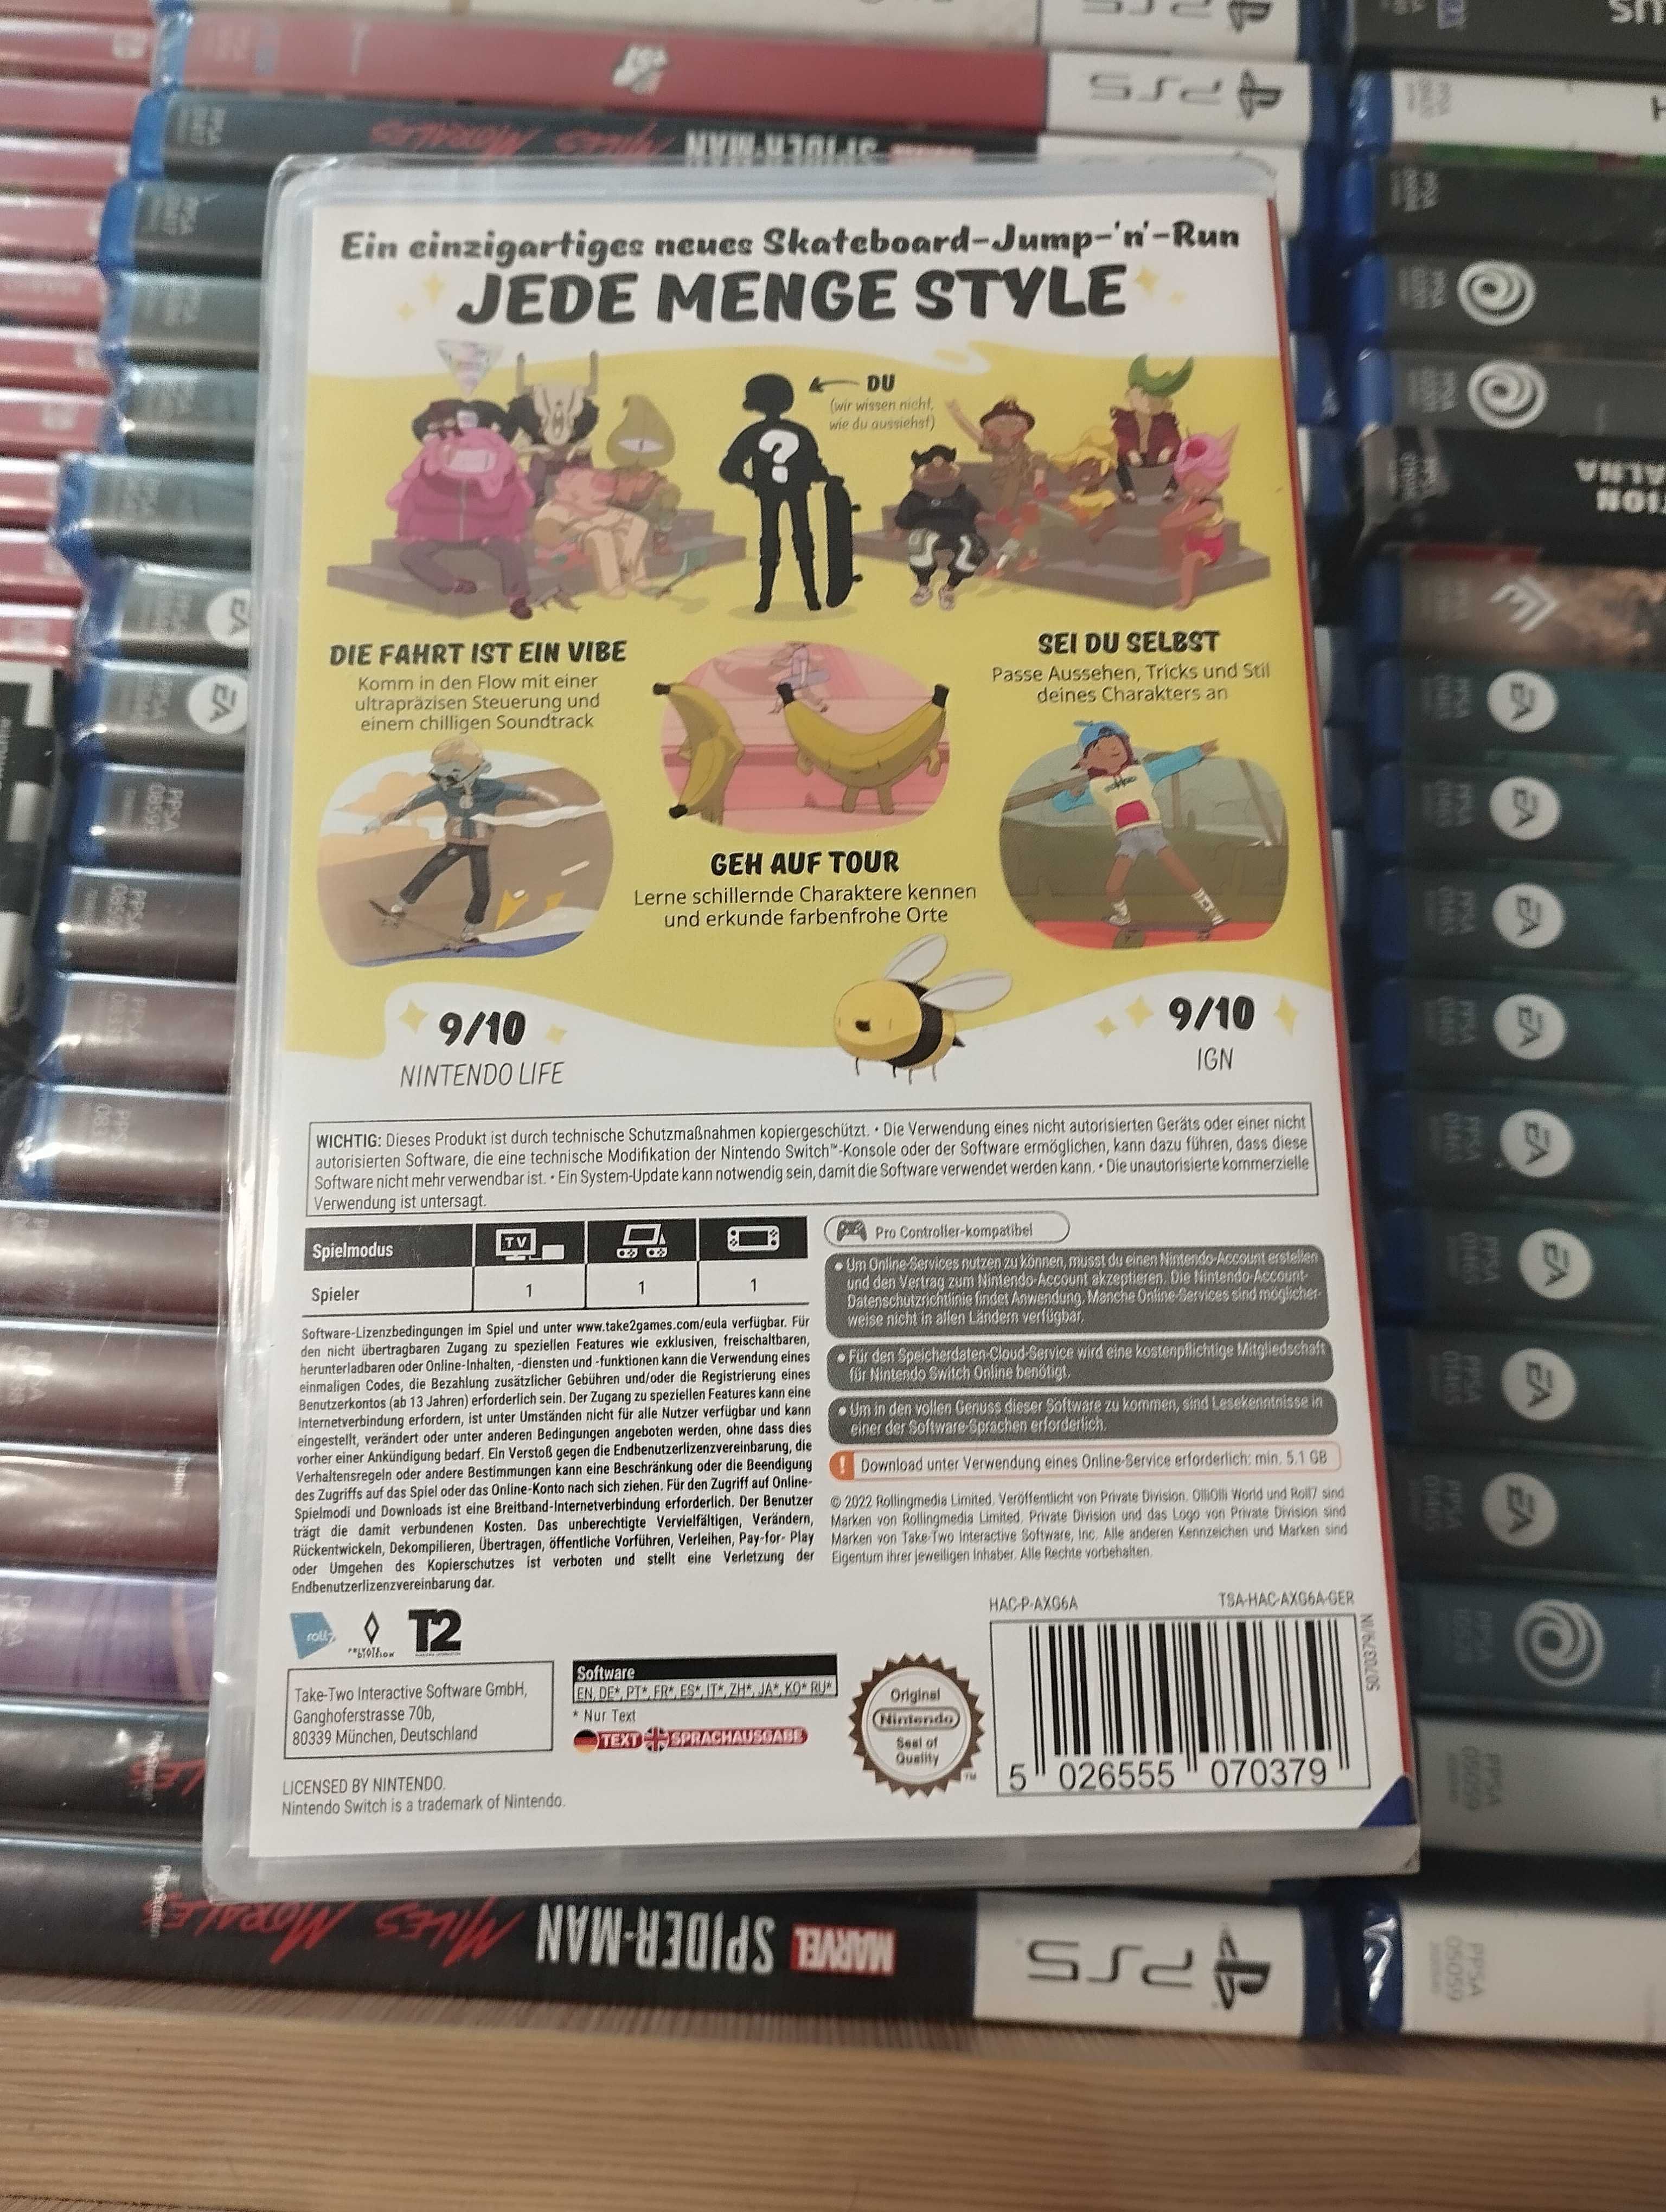 PS5
SPIDER-MAN
MILES MORALES
Ein einzigartiges neues Skateboard-Jump-'n'-Run
JEDE MENGE STYLE
DU
(wir wissen nicht,
wie du aussiehst)
?
DIE FAHRT IST EIN VIBE
Komm in den Flow mit einer
ultrapräzisen Steuerung und
einem chilligen Soundtrack
SEI DU SELBST
Passe Aussehen, Tricks und Stil
deines Charakters an
GEH AUF TOUR
Lerne schillernde Charaktere kennen
und erkunde farbenfrohe Orte
9/10
NINTENDO LIFE
9/10
IGN
WICHTIG: Dieses Produkt ist durch technische Schutzmaßnahmen kopiergeschützt. • Die Verwendung eines nicht autorisierten Geräts oder einer nicht
autorisierten Software, die eine technische Modifikation der Nintendo Switch™-Konsole oder der Software ermöglichen, kann dazu führen, dass diese
Software nicht mehr verwendbar ist. • Ein System-Update kann notwendig sein, damit die Software verwendet werden kann. • Die unautorisierte kommerzielle
Verwendung ist untersagt.
Spielmodus TV
Spieler 1 1 1
Software-Lizenzbedingungen im Spiel und unter www.take2games.com/eula verfügbar. Für
den nicht übertragbaren Zugang zu speziellen Features wie exklusiven, freischaltbaren,
herunterladbaren oder Online-Inhalten, -diensten und -funktionen kann die Verwendung eines
einmaligen Codes, die Bezahlung zusätzlicher Gebühren und/oder die Registrierung eines
Benutzerkontos (ab 13 Jahren) erforderlich sein. Der Zugang zu speziellen Features kann eine
Internetverbindung erfordern, ist unter Umständen nicht für alle Nutzer verfügbar und kann
eingestellt, verändert oder unter anderen Bedingungen angeboten werden, ohne dass dies
vorher einer Ankündigung bedarf. Ein Verstoß gegen die Endbenutzerlizenzvereinbarung, die
Verhaltensregeln oder andere Bestimmungen kann eine Beschränkung oder die Beendigung
des Zugriffs auf das Spiel oder das Online-Konto nach sich ziehen. Für den Zugriff auf Online-
Spielmodi und Downloads ist eine Breitband-Internetverbindung erforderlich. Der Benutzer
trägt die damit verbundenen Kosten. Das unberechtigte Vervielfältigen, Verändern,
Rückentwickeln, Dekompilieren, Übertragen, öffentliche Vorführen, Verleihen, Pay-for- Play
oder Umgehen des Kopierschutzes ist verboten und stellt eine Verletzung der
Endbenutzerlizenzvereinbarung dar.
Pro Controller-kompatibel
• Um Online-Services nutzen zu können, musst du einen Nintendo-Account erstellen
und den Vertrag zum Nintendo-Account akzeptieren. Die Nintendo-Account-
Datenschutzrichtlinie findet Anwendung. Manche Online-Services sind möglicher-
weise nicht in allen Ländern verfügbar.
• Für den Speicherdaten-Cloud-Service wird eine kostenpflichtige Mitgliedschaft
für Nintendo Switch Online benötigt.
• Um in den vollen Genuss dieser Software zu kommen, sind Lesekenntnisse in
einer der Software-Sprachen erforderlich.
! Download unter Verwendung eines Online-Service erforderlich: min. 5.1 GB
© 2022 Rollingmedia Limited. Veröffentlicht von Private Division. OlliOlli World und Roll7 sind
Marken von Rollingmedia Limited. Private Division und das Logo von Private Division sind
Marken von Take-Two Interactive Software, Inc. Alle anderen Kennzeichen und Marken sind
Eigentum ihrer jeweiligen Inhaber. Alle Rechte vorbehalten.
HAC-P-AXG6A TSA-HAC-AXG6A-GER
5070379/IN
roll7
PRIVATE DIVISION
T2
Take-Two Interactive Software GmbH,
Ganghoferstrasse 70b,
80339 München, Deutschland
Software
EN, DE*, PT*, FR*, ES*, IT*, ZH*, JA*, KO* RU*
* Nur Text
TEXT SPRACHAUSGABE
Original
Nintendo
Seal of
Quality
TM
5 026555 070379
LICENSED BY NINTENDO.
Nintendo Switch is a trademark of Nintendo.
MARVEL SPIDER-MAN MILES MORALES
PS5
EA
EA
EA
EA
EA
EA
EA
EA
EA
EA